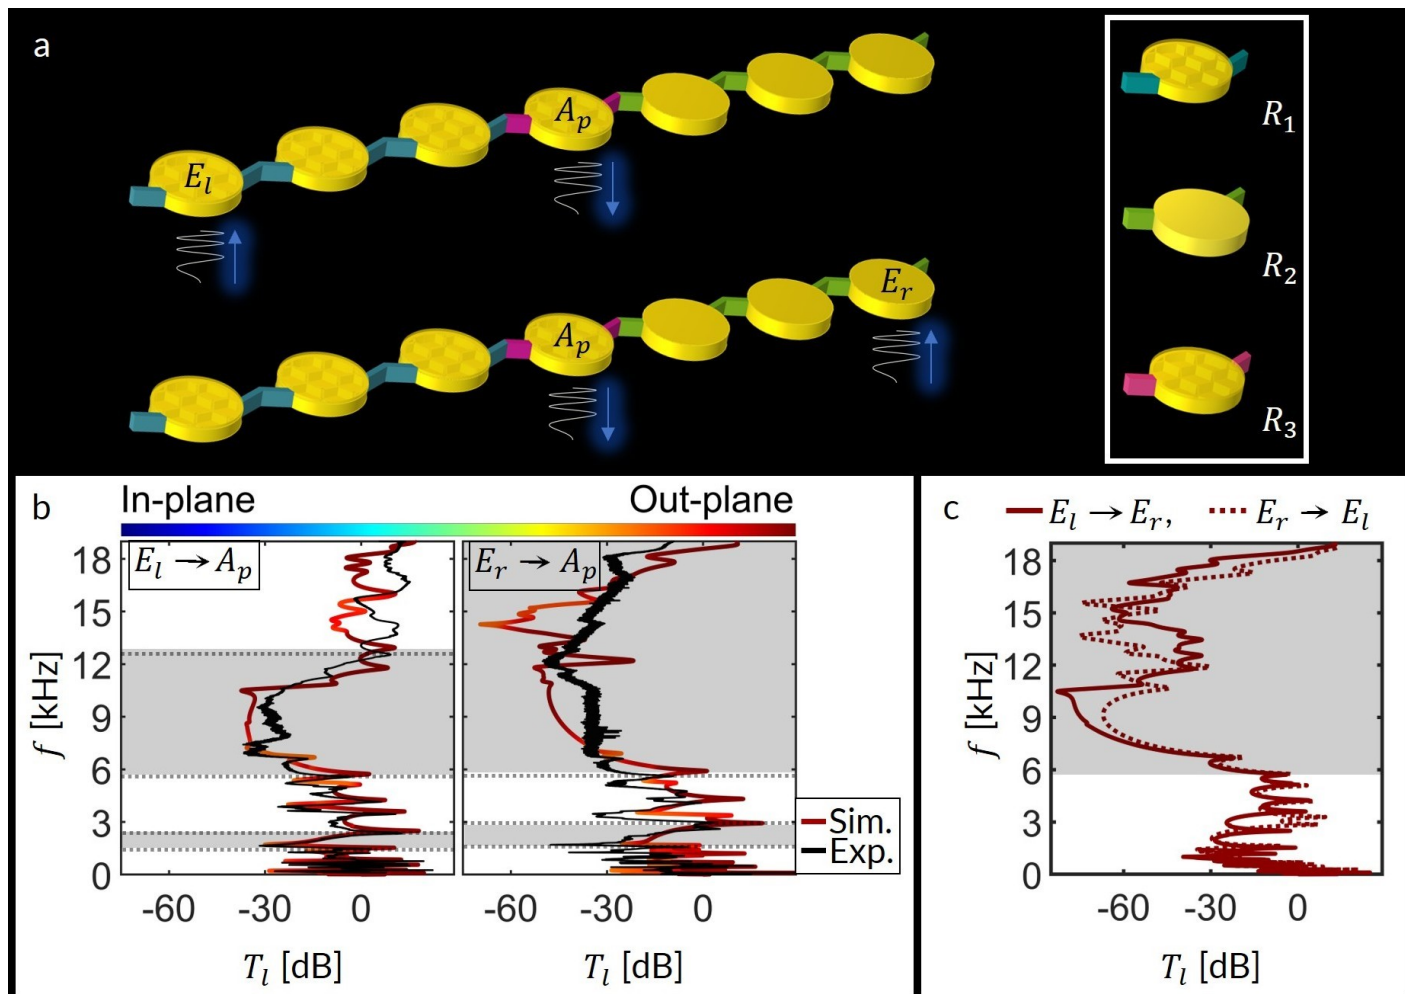 a
E_l
A_p
A_p
E_r
R_1
R_2
R_3
b
In-plane
Out-plane
E_l → A_p
E_r → A_p
18
15
12
9
6
3
0
f [kHz]
-60 -30 0
-60 -30 0
T_l [dB]
T_l [dB]
Sim.
Exp.
c
E_l → E_r,
E_r → E_l
18
15
12
9
6
3
0
f [kHz]
-60 -30 0
T_l [dB]